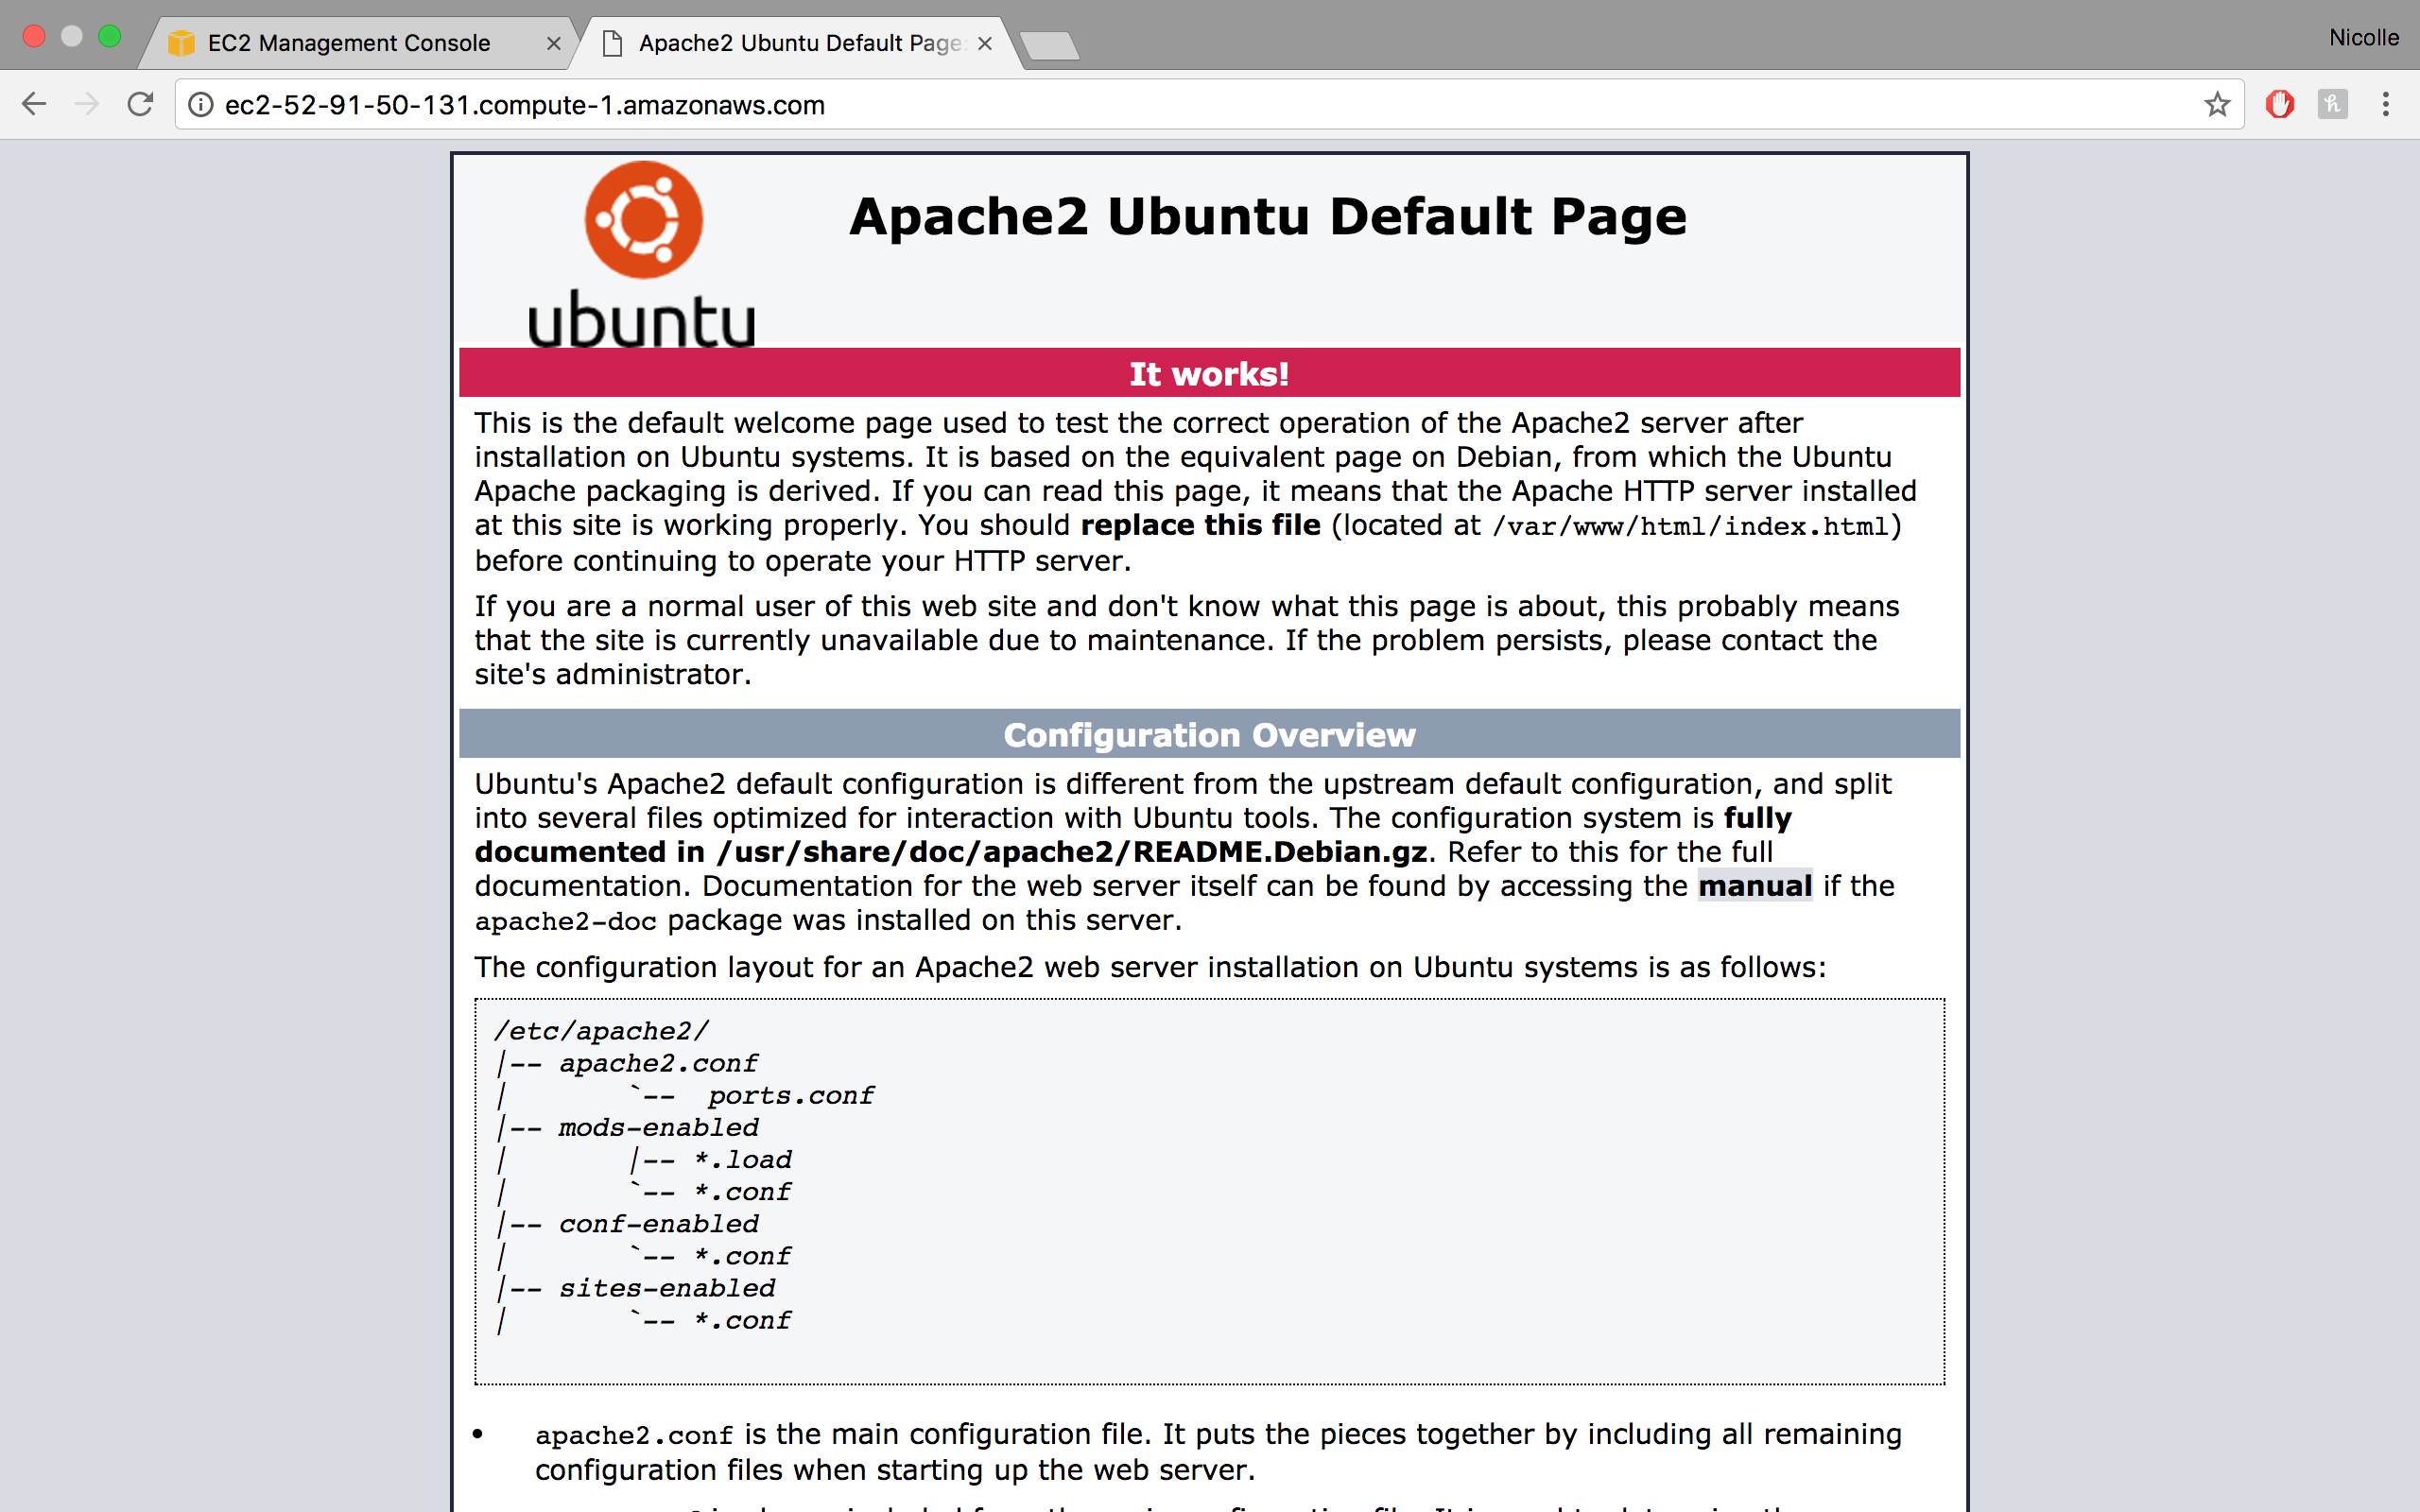 EC2 Management Console
Apache2 Ubuntu Default Page
Nicolle
ec2-52-91-50-131.compute-1.amazonaws.com
ubuntu
Apache2 Ubuntu Default Page
It works!
This is the default welcome page used to test the correct operation of the Apache2 server after
installation on Ubuntu systems. It is based on the equivalent page on Debian, from which the Ubuntu
Apache packaging is derived. If you can read this page, it means that the Apache HTTP server installed
at this site is working properly. You should replace this file (located at /var/www/html/index.html)
before continuing to operate your HTTP server.
If you are a normal user of this web site and don't know what this page is about, this probably means
that the site is currently unavailable due to maintenance. If the problem persists, please contact the
site's administrator.
Configuration Overview
Ubuntu's Apache2 default configuration is different from the upstream default configuration, and split
into several files optimized for interaction with Ubuntu tools. The configuration system is fully
documented in /usr/share/doc/apache2/README.Debian.gz. Refer to this for the full
documentation. Documentation for the web server itself can be found by accessing the manual if the
apache2-doc package was installed on this server.
The configuration layout for an Apache2 web server installation on Ubuntu systems is as follows:
/etc/apache2/
|-- apache2.conf
|       `--  ports.conf
|-- mods-enabled
|       |-- *.load
|       `-- *.conf
|-- conf-enabled
|       `-- *.conf
|-- sites-enabled
|       `-- *.conf
• apache2.conf is the main configuration file. It puts the pieces together by including all remaining
configuration files when starting up the web server.